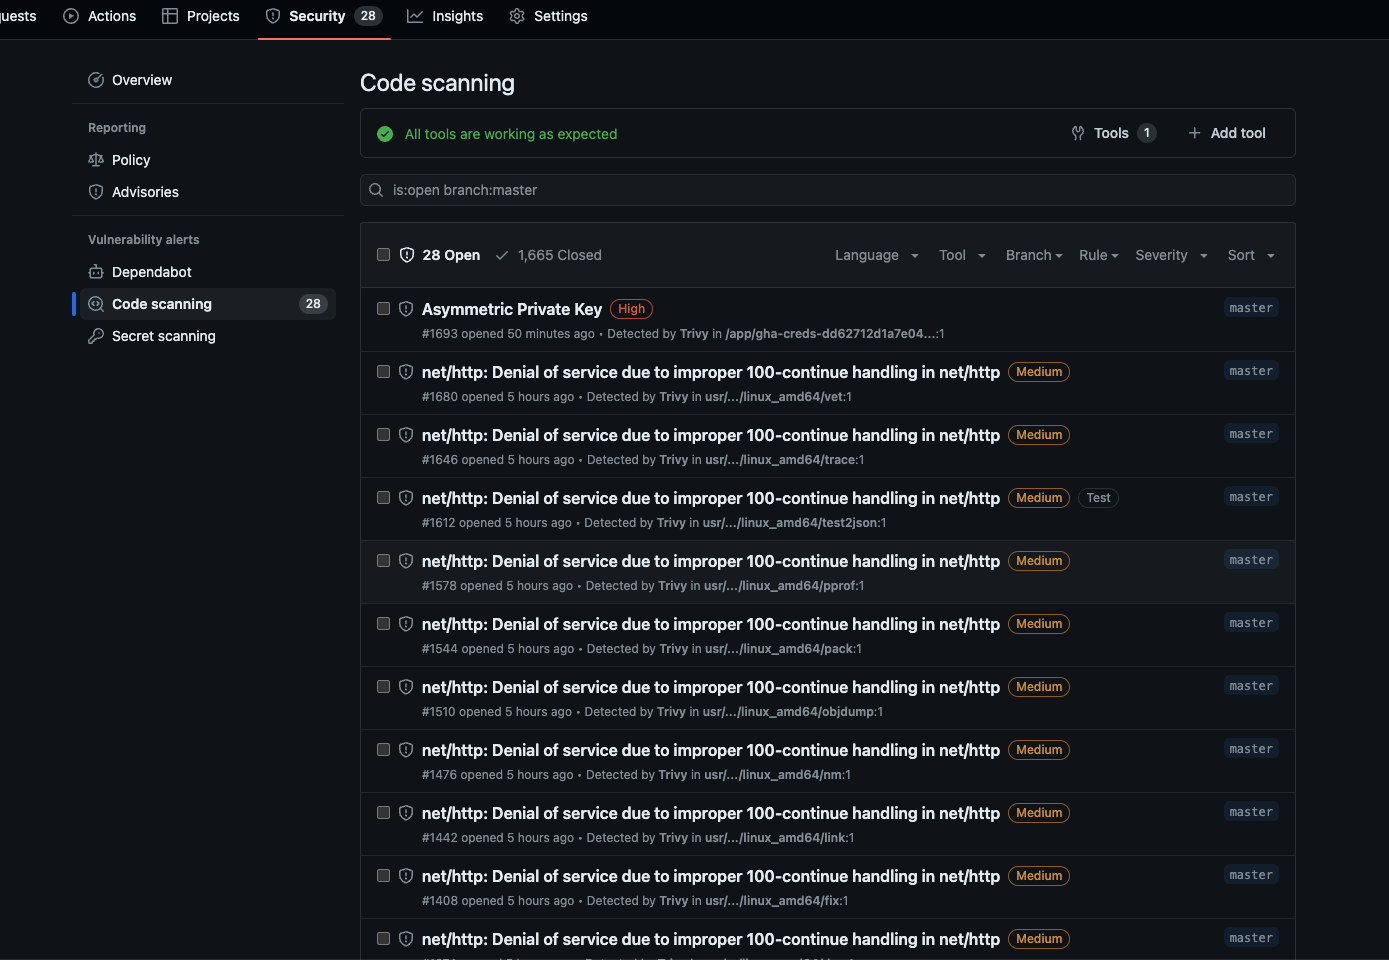 uests Actions Projects Security 28 Insights Settings
Overview
Reporting
Policy
Advisories
Vulnerability alerts
Dependabot
Code scanning 28
Secret scanning
Code scanning
All tools are working as expected Tools 1 Add tool
is:open branch:master
28 Open 1,665 Closed Language Tool Branch Rule Severity Sort
Asymmetric Private Key High master
#1693 opened 50 minutes ago • Detected by Trivy in /app/gha-creds-dd62712d1a7e04...:1
net/http: Denial of service due to improper 100-continue handling in net/http Medium master
#1680 opened 5 hours ago • Detected by Trivy in usr/.../linux_amd64/vet:1
net/http: Denial of service due to improper 100-continue handling in net/http Medium master
#1646 opened 5 hours ago • Detected by Trivy in usr/.../linux_amd64/trace:1
net/http: Denial of service due to improper 100-continue handling in net/http Medium Test master
#1612 opened 5 hours ago • Detected by Trivy in usr/.../linux_amd64/test2json:1
net/http: Denial of service due to improper 100-continue handling in net/http Medium master
#1578 opened 5 hours ago • Detected by Trivy in usr/.../linux_amd64/pprof:1
net/http: Denial of service due to improper 100-continue handling in net/http Medium master
#1544 opened 5 hours ago • Detected by Trivy in usr/.../linux_amd64/pack:1
net/http: Denial of service due to improper 100-continue handling in net/http Medium master
#1510 opened 5 hours ago • Detected by Trivy in usr/.../linux_amd64/objdump:1
net/http: Denial of service due to improper 100-continue handling in net/http Medium master
#1476 opened 5 hours ago • Detected by Trivy in usr/.../linux_amd64/nm:1
net/http: Denial of service due to improper 100-continue handling in net/http Medium master
#1442 opened 5 hours ago • Detected by Trivy in usr/.../linux_amd64/link:1
net/http: Denial of service due to improper 100-continue handling in net/http Medium master
#1408 opened 5 hours ago • Detected by Trivy in usr/.../linux_amd64/fix:1
net/http: Denial of service due to improper 100-continue handling in net/http Medium master